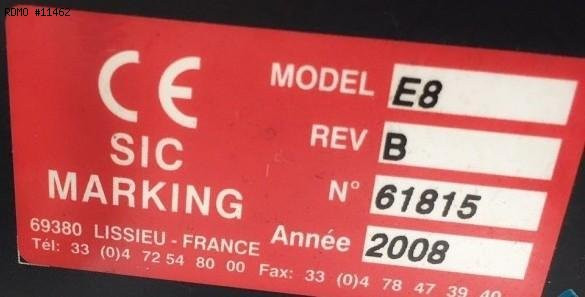 RDMO #11462
CE
SIC
MARKING
69380 LISSIEU - FRANCE
Tél: 33 (0)4 72 54 80 00 Fax: 33 (0)4 78 47 39 40
MODEL E8
REV B
N° 61815
Année 2008